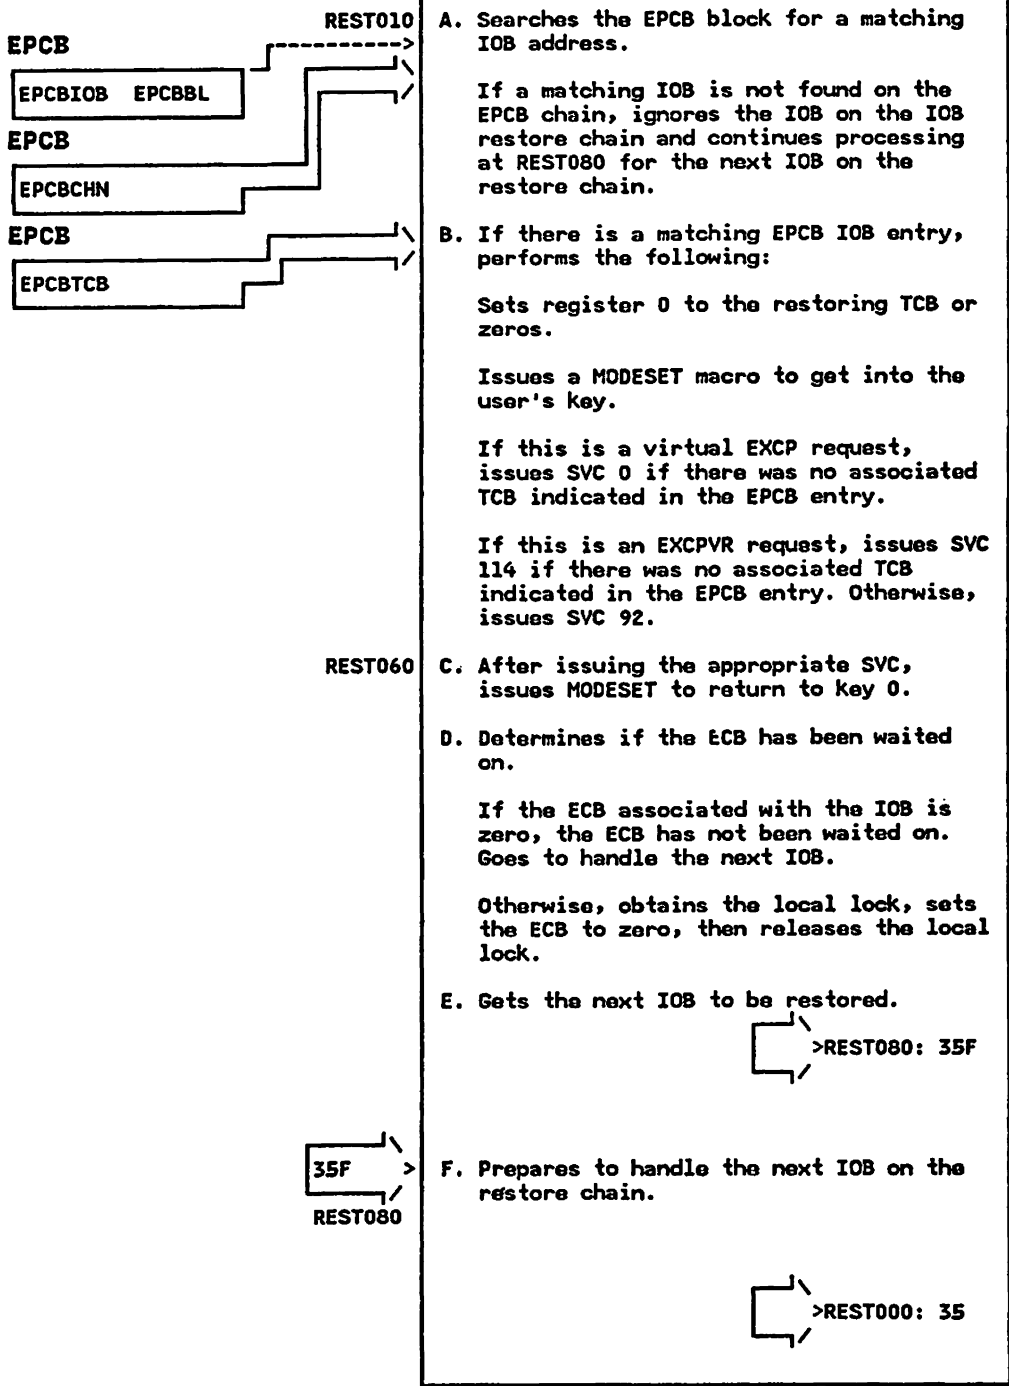 REST010
EPCB
EPCBIOB EPCBBL
EPCB
EPCBCHN
EPCB
EPCBTCB
A. Searches the EPCB block for a matching
IOB address.
If a matching IOB is not found on the
EPCB chain, ignores the IOB on the IOB
restore chain and continues processing
at REST080 for the next IOB on the
restore chain.
B. If there is a matching EPCB IOB entry,
performs the following:
Sets register 0 to the restoring TCB or
zeros.
Issues a MODESET macro to get into the
user's key.
If this is a virtual EXCP request,
issues SVC 0 if there was no associated
TCB indicated in the EPCB entry.
If this is an EXCPVR request, issues SVC
114 if there was no associated TCB
indicated in the EPCB entry. Otherwise,
issues SVC 92.
REST060
C. After issuing the appropriate SVC,
issues MODESET to return to key 0.
D. Determines if the ECB has been waited
on.
If the ECB associated with the IOB is
zero, the ECB has not been waited on.
Goes to handle the next IOB.
Otherwise, obtains the local lock, sets
the ECB to zero, then releases the local
lock.
E. Gets the next IOB to be restored.
>REST080: 35F
35F >
REST080
F. Prepares to handle the next IOB on the
restore chain.
>REST000: 35